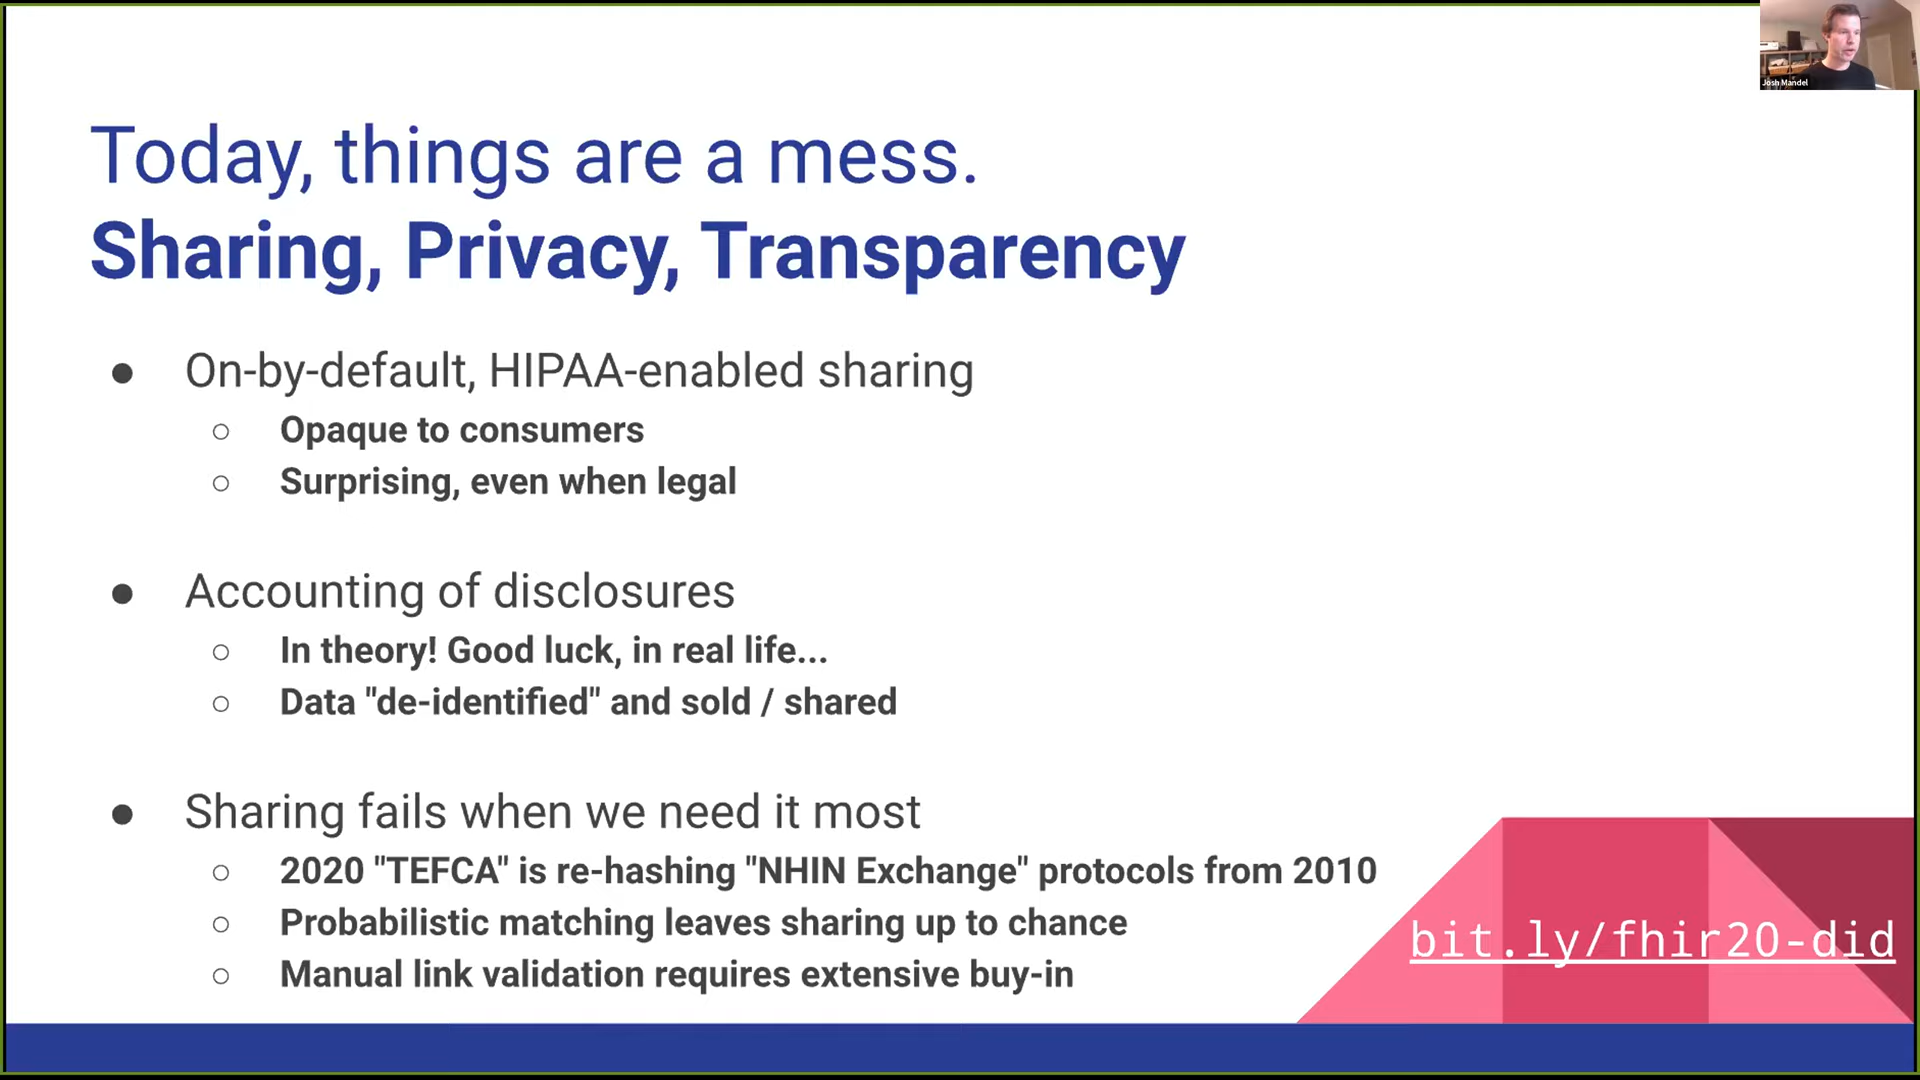 Josh Mandel
Today, things are a mess.
Sharing, Privacy, Transparency
● On-by-default, HIPAA-enabled sharing
○ Opaque to consumers
○ Surprising, even when legal
● Accounting of disclosures
○ In theory! Good luck, in real life...
○ Data "de-identified" and sold / shared
● Sharing fails when we need it most
○ 2020 "TEFCA" is re-hashing "NHIN Exchange" protocols from 2010
○ Probabilistic matching leaves sharing up to chance
○ Manual link validation requires extensive buy-in
bit.ly/fhir20-did